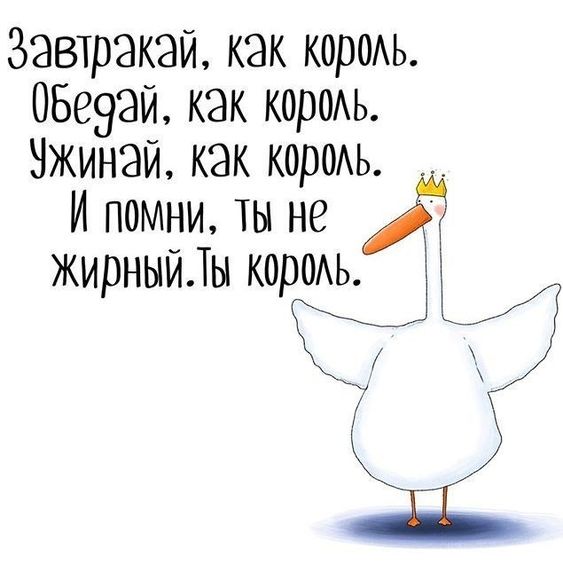 Завтракай, как король.
Обедай, как король.
Ужинай, как король.
И помни, ты не
жирный.Ты король.